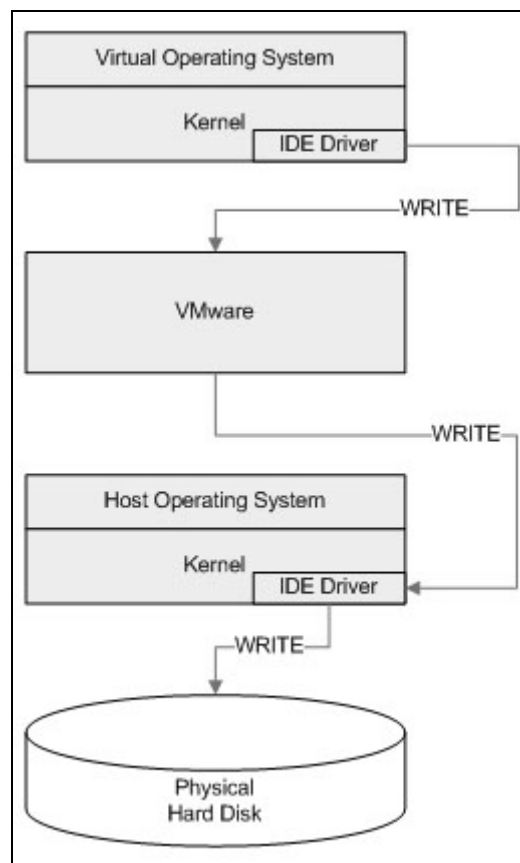 Virtual Operating System
Kernel
IDE Driver
WRITE
VMware
WRITE
Host Operating System
Kernel
IDE Driver
WRITE
Physical
Hard Disk